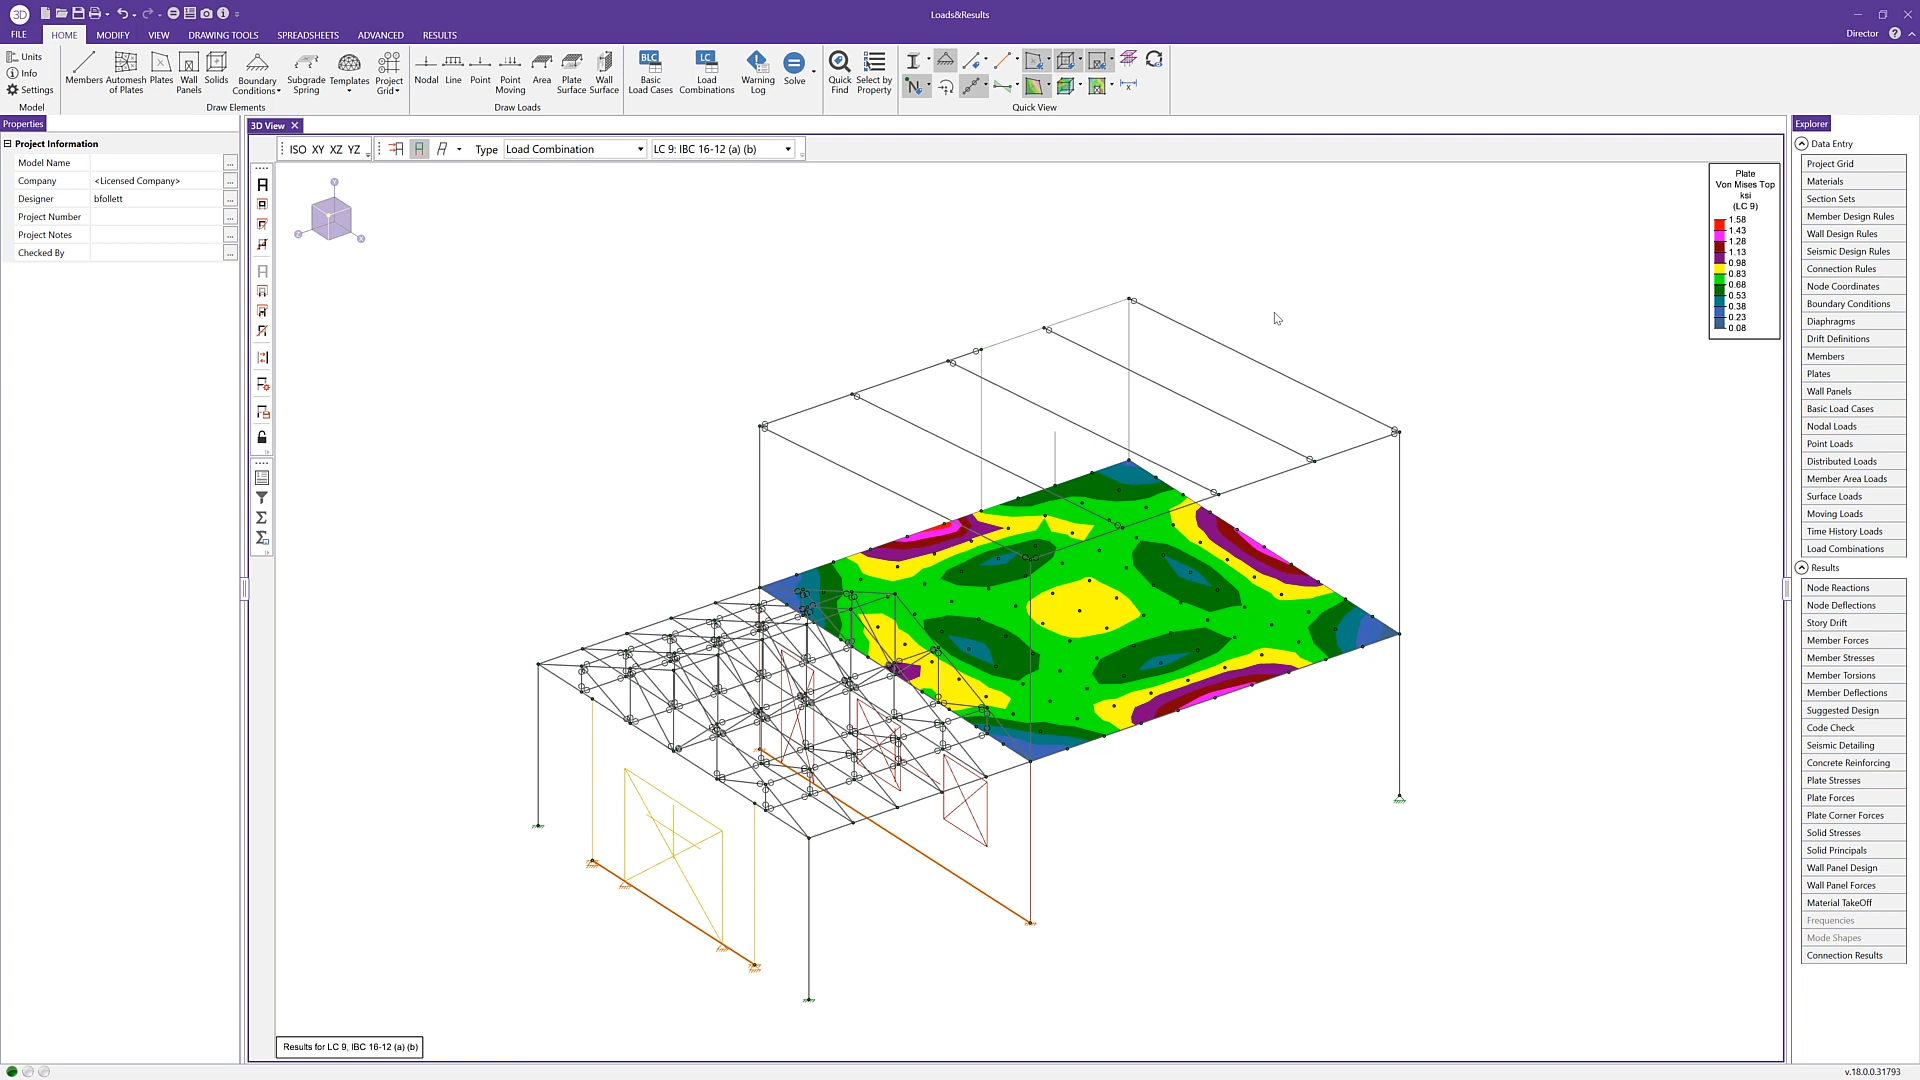 3D
Loads&Results
FILE HOME MODIFY VIEW DRAWING TOOLS SPREADSHEETS ADVANCED RESULTS
Director
Units
Info
Settings
Model
Members
Automesh of Plates
Plates
Wall Panels
Solids
Boundary Conditions
Subgrade Spring
Templates
Project Grid
Draw Elements
Nodal
Line
Point
Point Moving
Area
Plate Surface
Wall Surface
Draw Loads
BLC
Basic Load Cases
LC
Load Combinations
Warning Log
Solve
Quick Find
Select by Property
Quick View
Properties
Project Information
Model Name
Company <Licensed Company>
Designer bfollett
Project Number
Project Notes
Checked By
3D View
ISO XY XZ YZ
Type Load Combination LC 9: IBC 16-12 (a) (b)
Y
Z
X
Plate
Von Mises Top
ksi
(LC 9)
1.58
1.43
1.28
1.13
0.98
0.83
0.68
0.53
0.38
0.23
0.08
Results for LC 9, IBC 16-12 (a) (b)
Explorer
Data Entry
Project Grid
Materials
Section Sets
Member Design Rules
Wall Design Rules
Seismic Design Rules
Connection Rules
Node Coordinates
Boundary Conditions
Diaphragms
Drift Definitions
Members
Plates
Wall Panels
Basic Load Cases
Nodal Loads
Point Loads
Distributed Loads
Member Area Loads
Surface Loads
Moving Loads
Time History Loads
Load Combinations
Results
Node Reactions
Node Deflections
Story Drift
Member Forces
Member Stresses
Member Torsions
Member Deflections
Suggested Design
Code Check
Seismic Detailing
Concrete Reinforcing
Plate Stresses
Plate Forces
Plate Corner Forces
Solid Stresses
Solid Principals
Wall Panel Design
Wall Panel Forces
Material TakeOff
Frequencies
Mode Shapes
Connection Results
v.18.0.0.31793